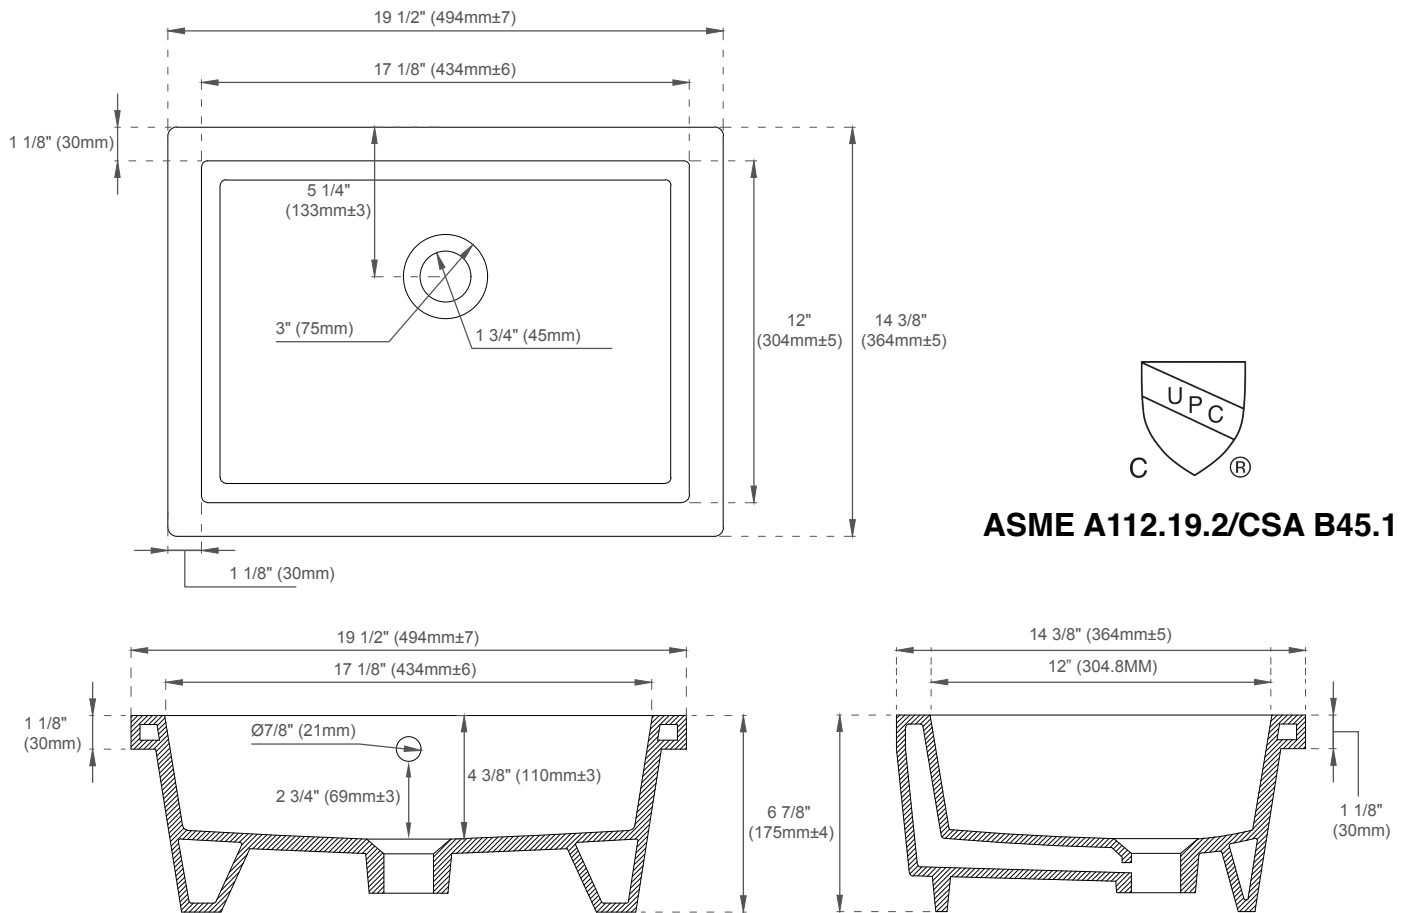 19 1/2" (494mm±7)
17 1/8" (434mm±6)
1 1/8" (30mm)
5 1/4"
(133mm±3)
3" (75mm)
1 3/4" (45mm)
12"
(304mm±5)
14 3/8"
(364mm±5)
1 1/8" (30mm)
U P C
C ®
ASME A112.19.2/CSA B45.1
19 1/2" (494mm±7)
17 1/8" (434mm±6)
1 1/8"
(30mm)
Ø7/8" (21mm)
4 3/8" (110mm±3)
2 3/4" (69mm±3)
6 7/8"
(175mm±4)
14 3/8" (364mm±5)
12” (304.8MM)
1 1/8"
(30mm)